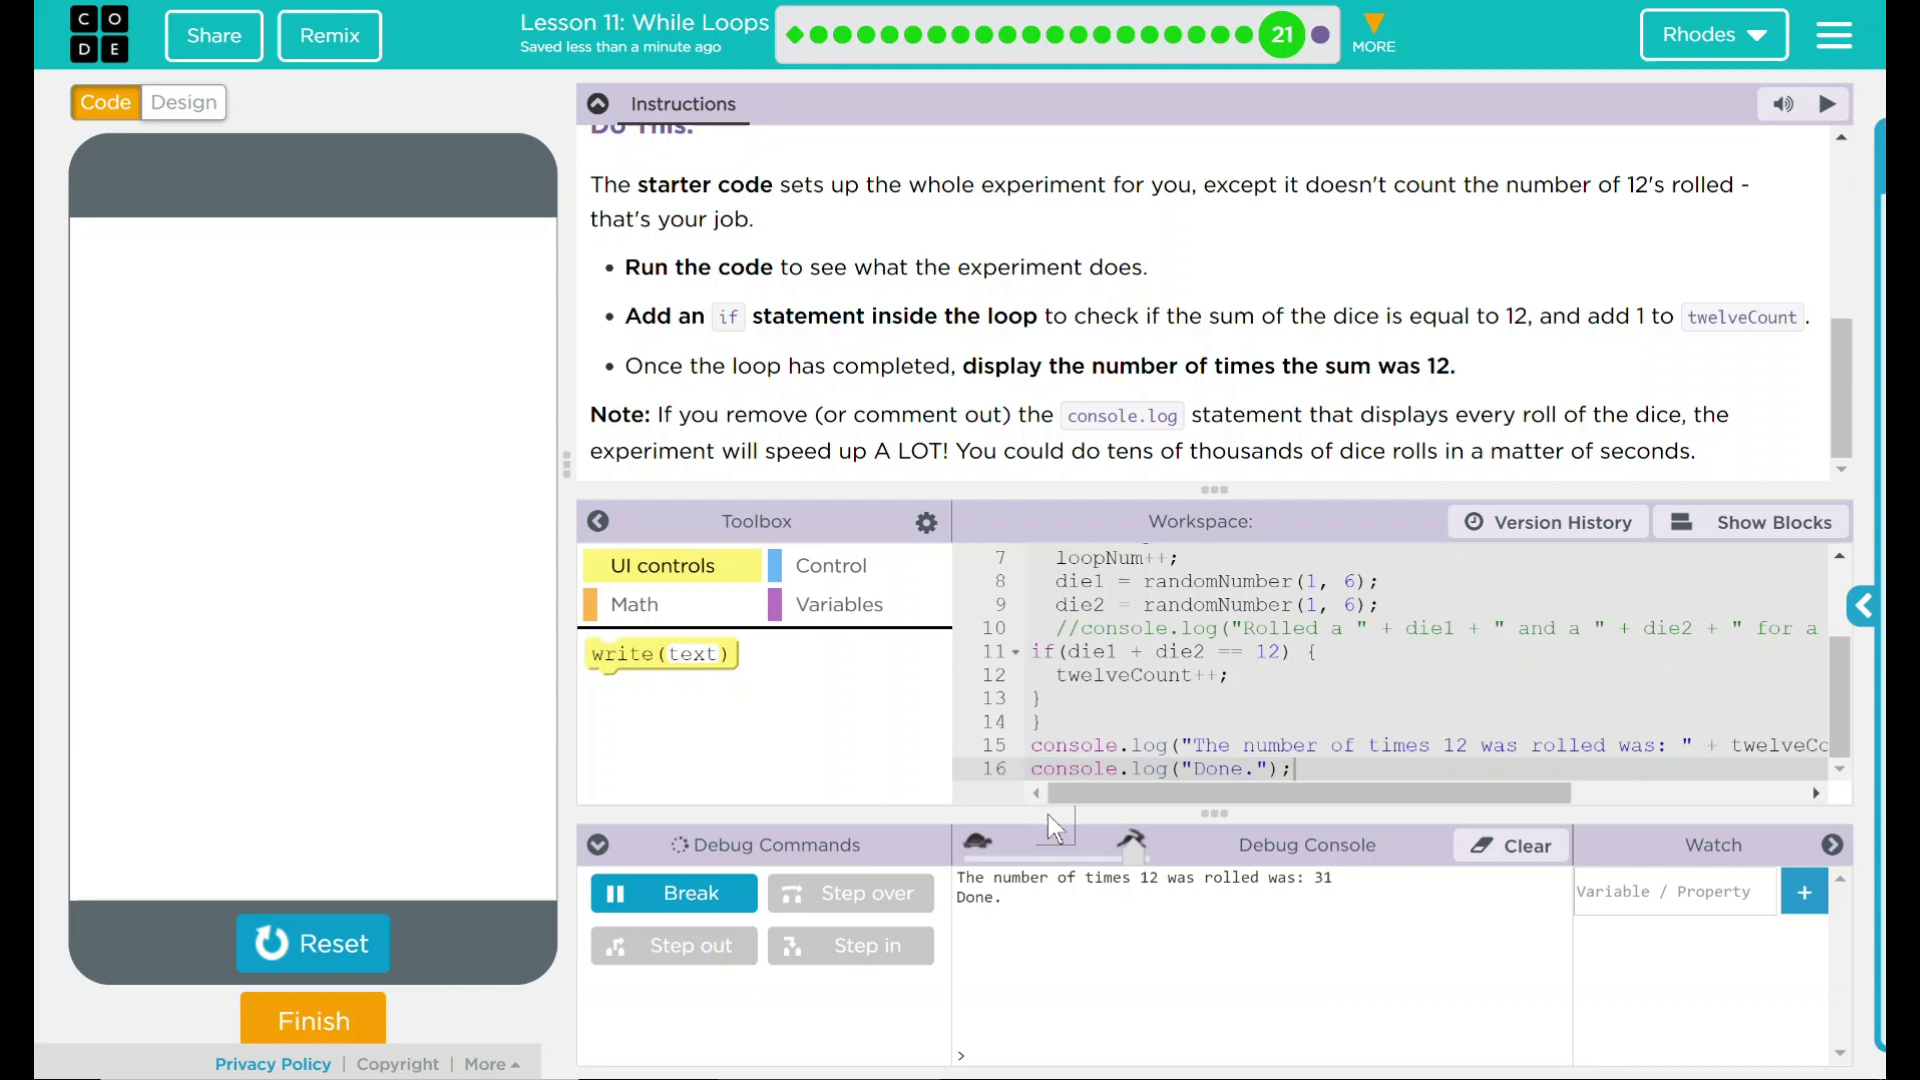 CO
DE
Share
Remix
Lesson 11: While Loops
Saved less than a minute ago
21
MORE
Rhodes
Code
Design
Instructions
Do This:
The starter code sets up the whole experiment for you, except it doesn't count the number of 12's rolled -
that's your job.
• Run the code to see what the experiment does.
• Add an if statement inside the loop to check if the sum of the dice is equal to 12, and add 1 to twelveCount.
• Once the loop has completed, display the number of times the sum was 12.
Note: If you remove (or comment out) the console.log statement that displays every roll of the dice, the
experiment will speed up A LOT! You could do tens of thousands of dice rolls in a matter of seconds.
Toolbox
Workspace:
Version History
Show Blocks
UI controls
Control
Math
Variables
write(text)
7 loopNum++;
8 die1 = randomNumber(1, 6);
9 die2 = randomNumber(1, 6);
10 //console.log("Rolled a " + die1 + " and a " + die2 + " for a
11 if(die1 + die2 == 12) {
12 twelveCount++;
13 }
14 }
15 console.log("The number of times 12 was rolled was: " + twelveCo
16 console.log("Done.");
Debug Commands
Debug Console
Clear
Watch
Break
Step over
Step out
Step in
The number of times 12 was rolled was: 31
Done.
>
Variable / Property
+
Reset
Finish
Privacy Policy | Copyright | More